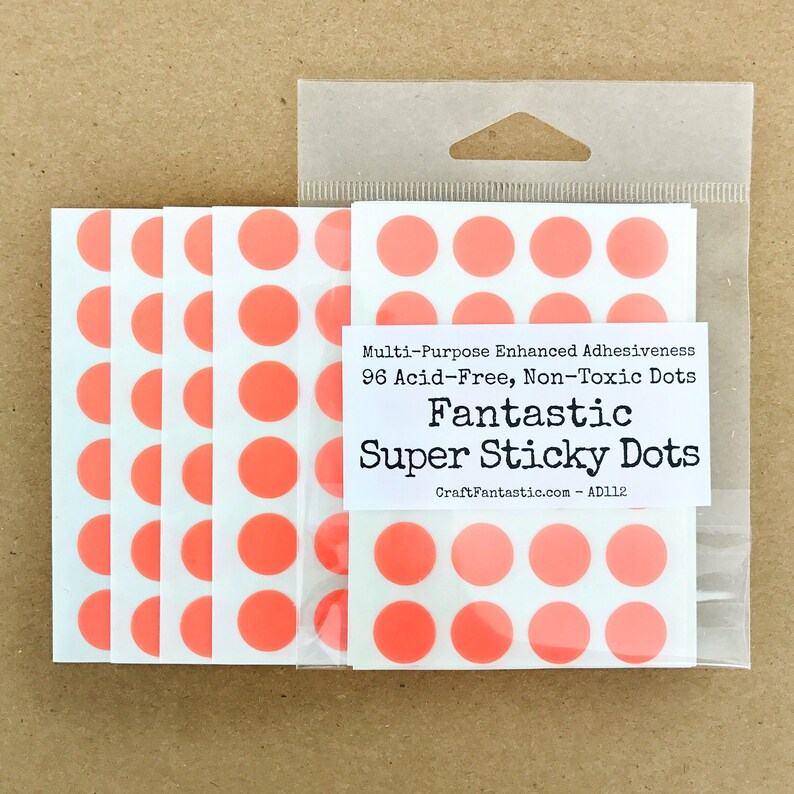 Multi-Purpose Enhanced Adhesiveness
96 Acid-Free, Non-Toxic Dots
Fantastic
Super Sticky Dots
CraftFantastic.com - AD112